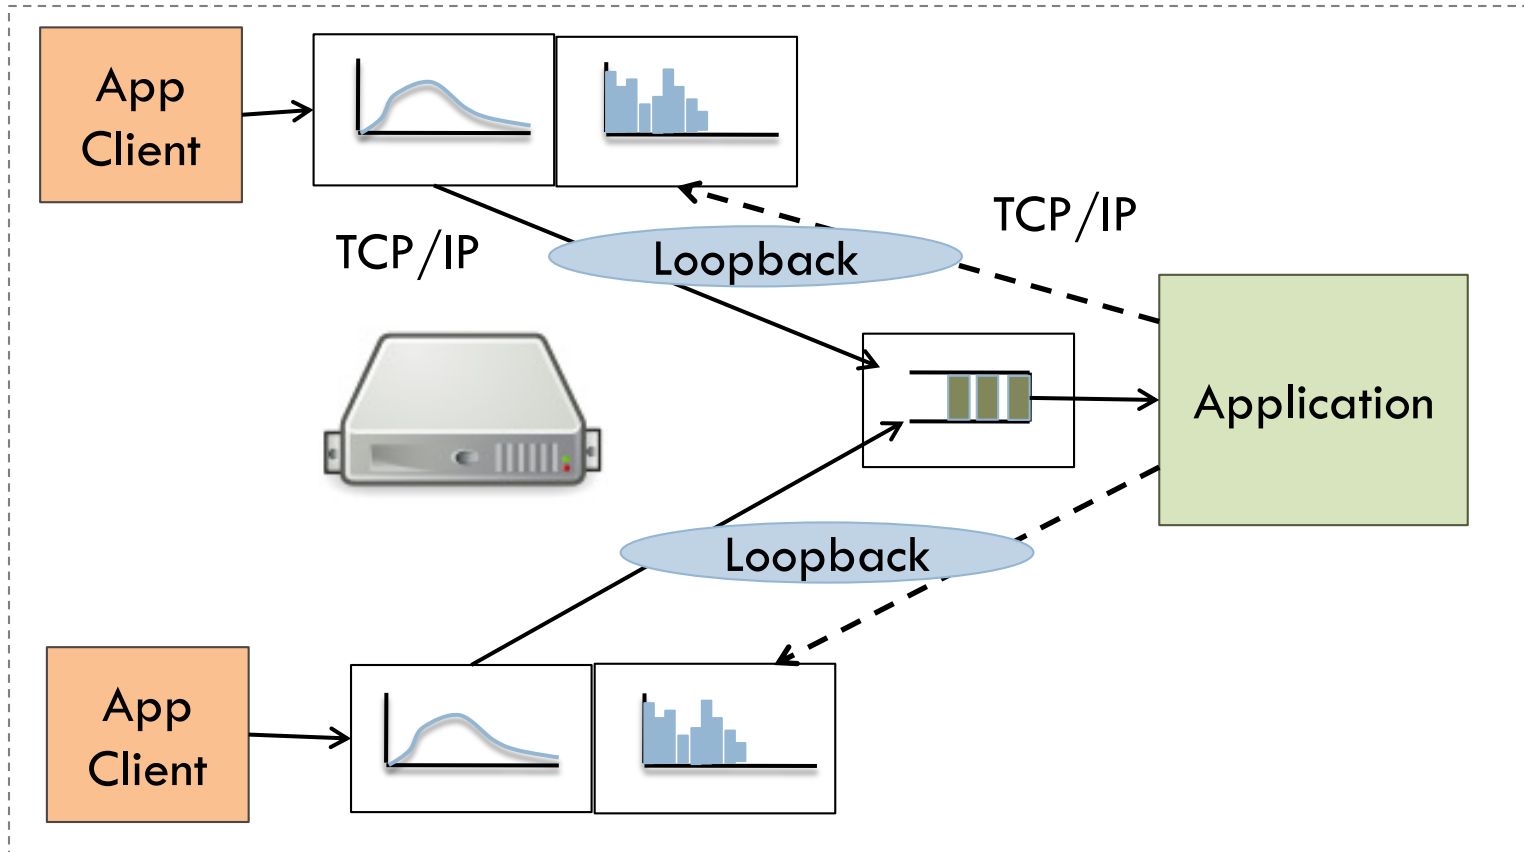 App
Client
TCP/IP
TCP/IP
Loopback
Application
Loopback
App
Client